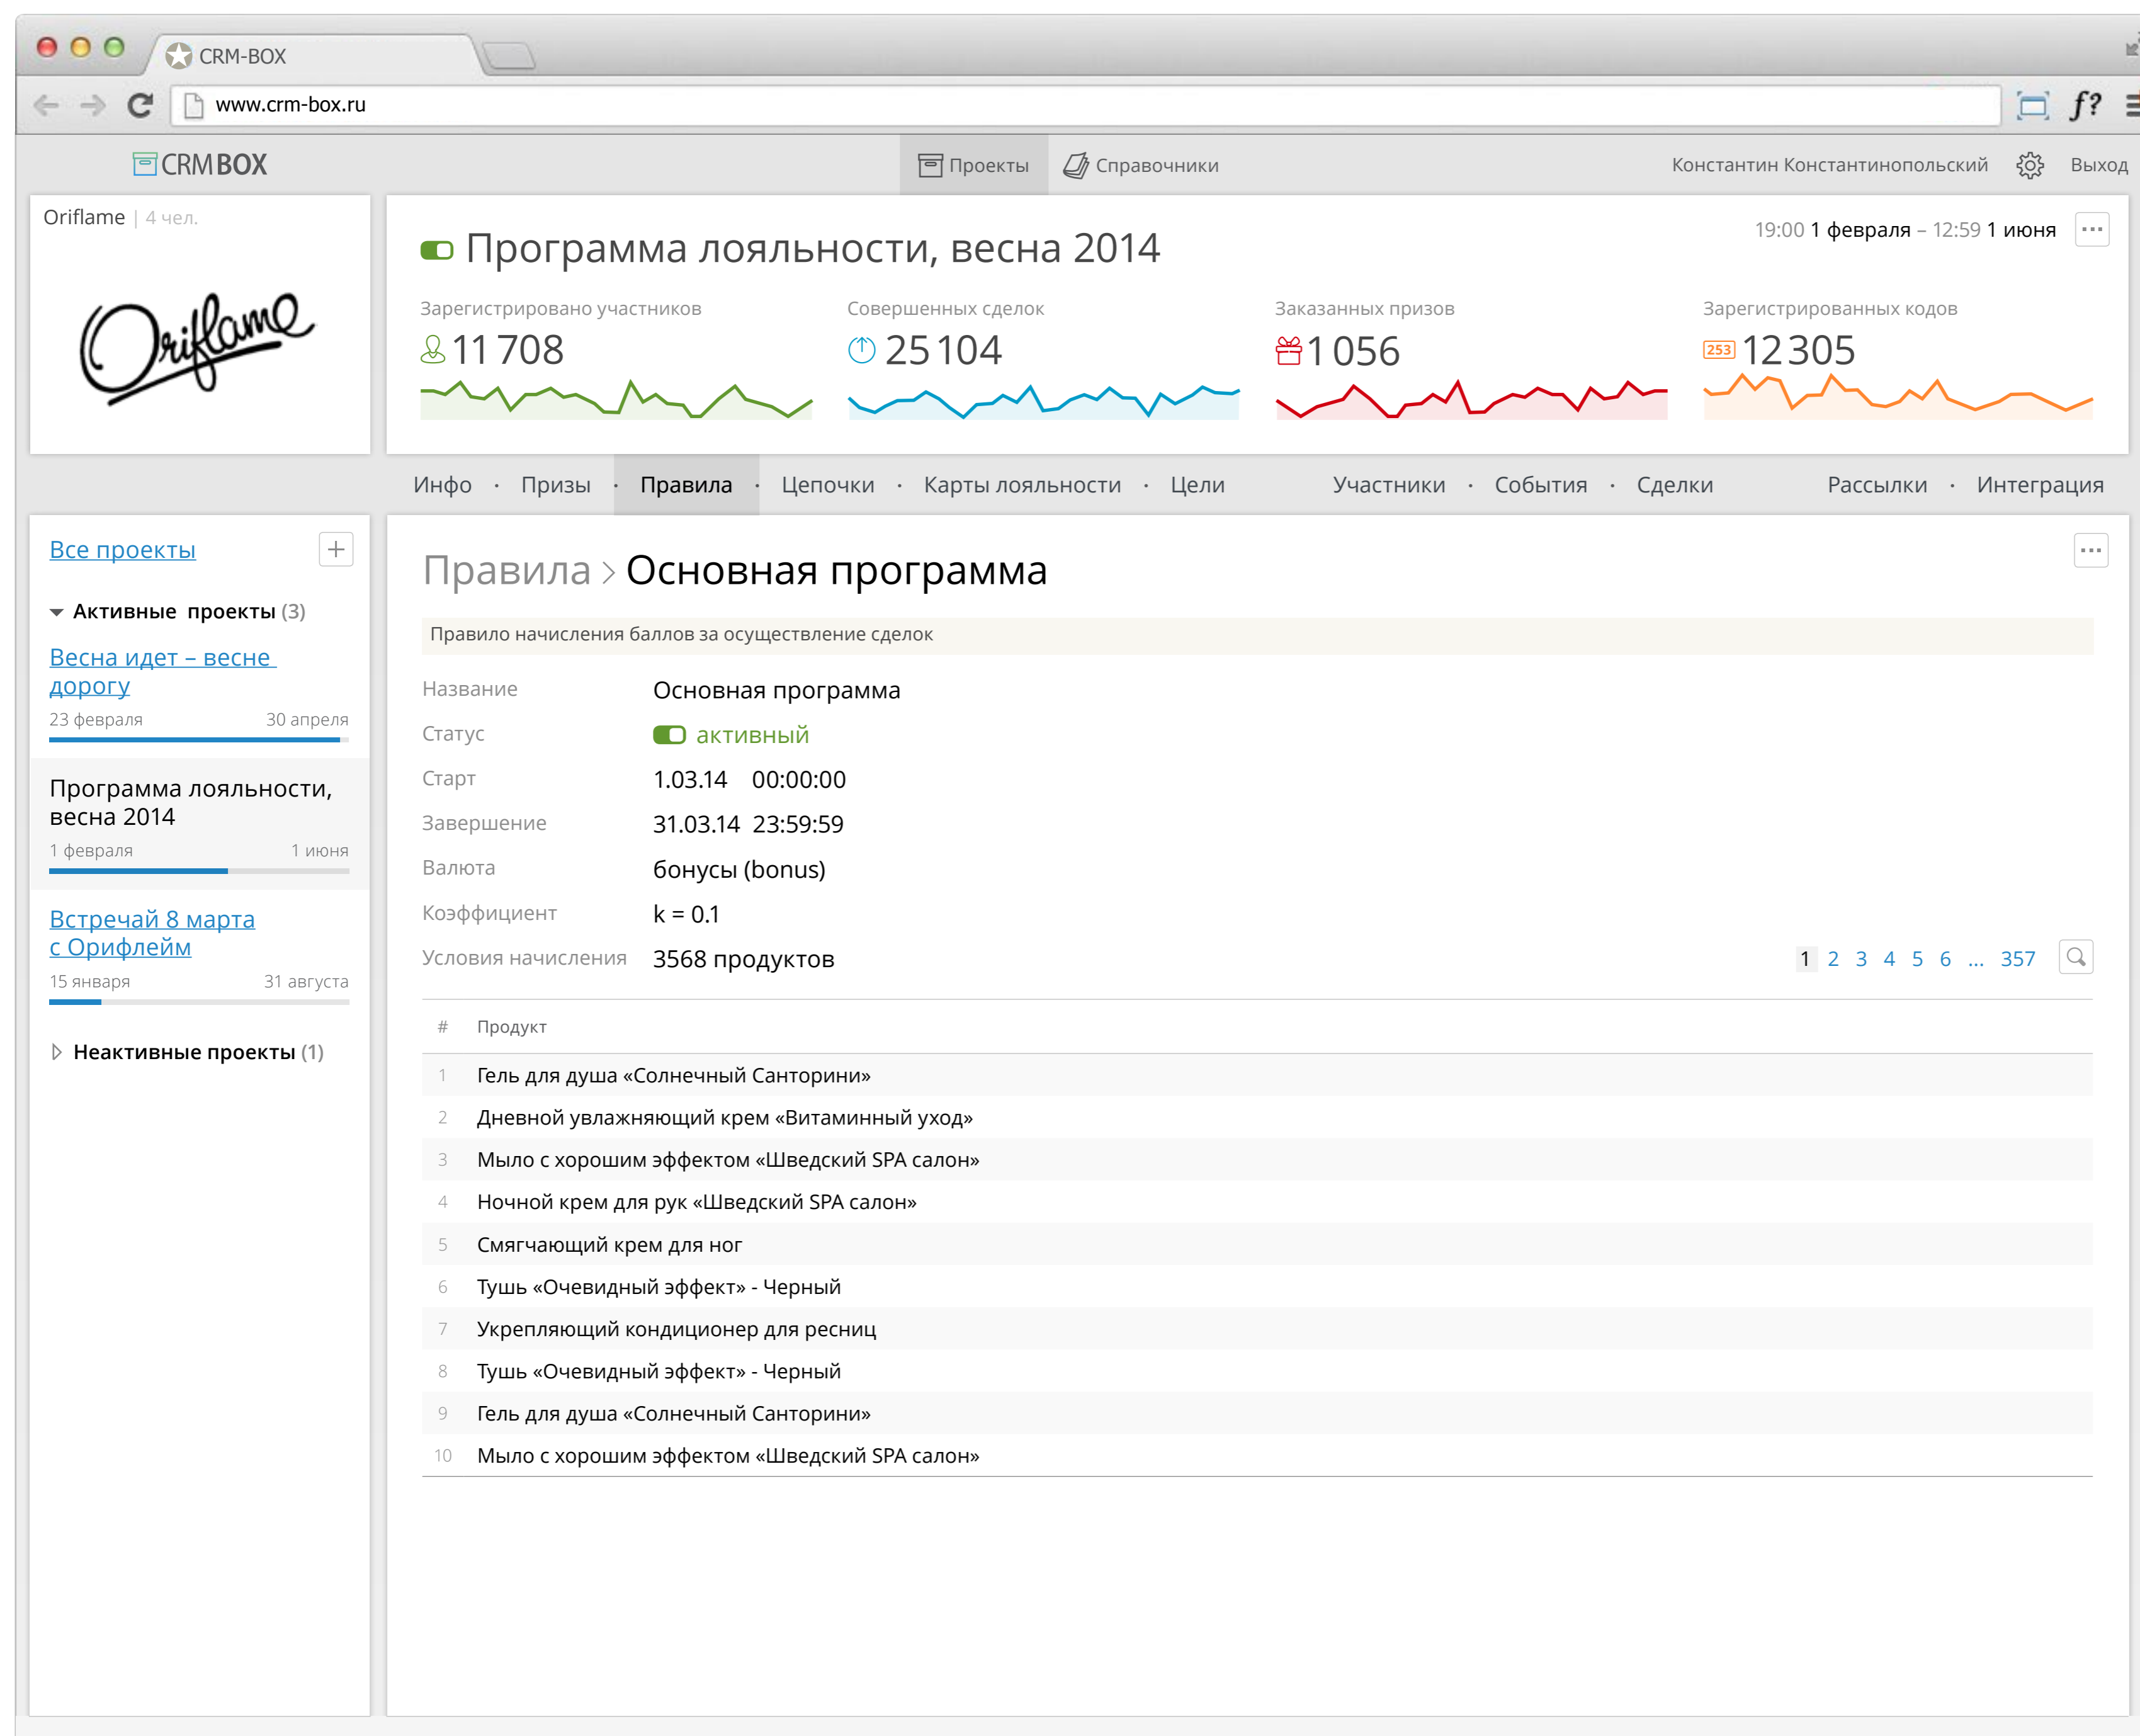 CRM-BOX
www.crm-box.ru
f?
CRMBOX
Проекты
Справочники
Константин Константинопольский
Выход
Oriflame | 4 чел.
Oriflame
Программа лояльности, весна 2014
19:00 1 февраля – 12:59 1 июня
Зарегистрировано участников
11 708
Совершенных сделок
25 104
Заказанных призов
1 056
Зарегистрированных кодов
253 12 305
Инфо · Призы · Правила · Цепочки · Карты лояльности · Цели Участники · События · Сделки Рассылки · Интеграция
Все проекты
Активные проекты (3)
Весна идет – весне
дорогу
23 февраля 30 апреля
Программа лояльности,
весна 2014
1 февраля 1 июня
Встречай 8 марта
с Орифлейм
15 января 31 августа
Неактивные проекты (1)
Правила > Основная программа
Правило начисления баллов за осуществление сделок
Название Основная программа
Статус активный
Старт 1.03.14 00:00:00
Завершение 31.03.14 23:59:59
Валюта бонусы (bonus)
Коэффициент k = 0.1
Условия начисления 3568 продуктов
1 2 3 4 5 6 ... 357
# Продукт
1 Гель для душа «Солнечный Санторини»
2 Дневной увлажняющий крем «Витаминный уход»
3 Мыло с хорошим эффектом «Шведский SPA салон»
4 Ночной крем для рук «Шведский SPA салон»
5 Смягчающий крем для ног
6 Тушь «Очевидный эффект» - Черный
7 Укрепляющий кондиционер для ресниц
8 Тушь «Очевидный эффект» - Черный
9 Гель для душа «Солнечный Санторини»
10 Мыло с хорошим эффектом «Шведский SPA салон»